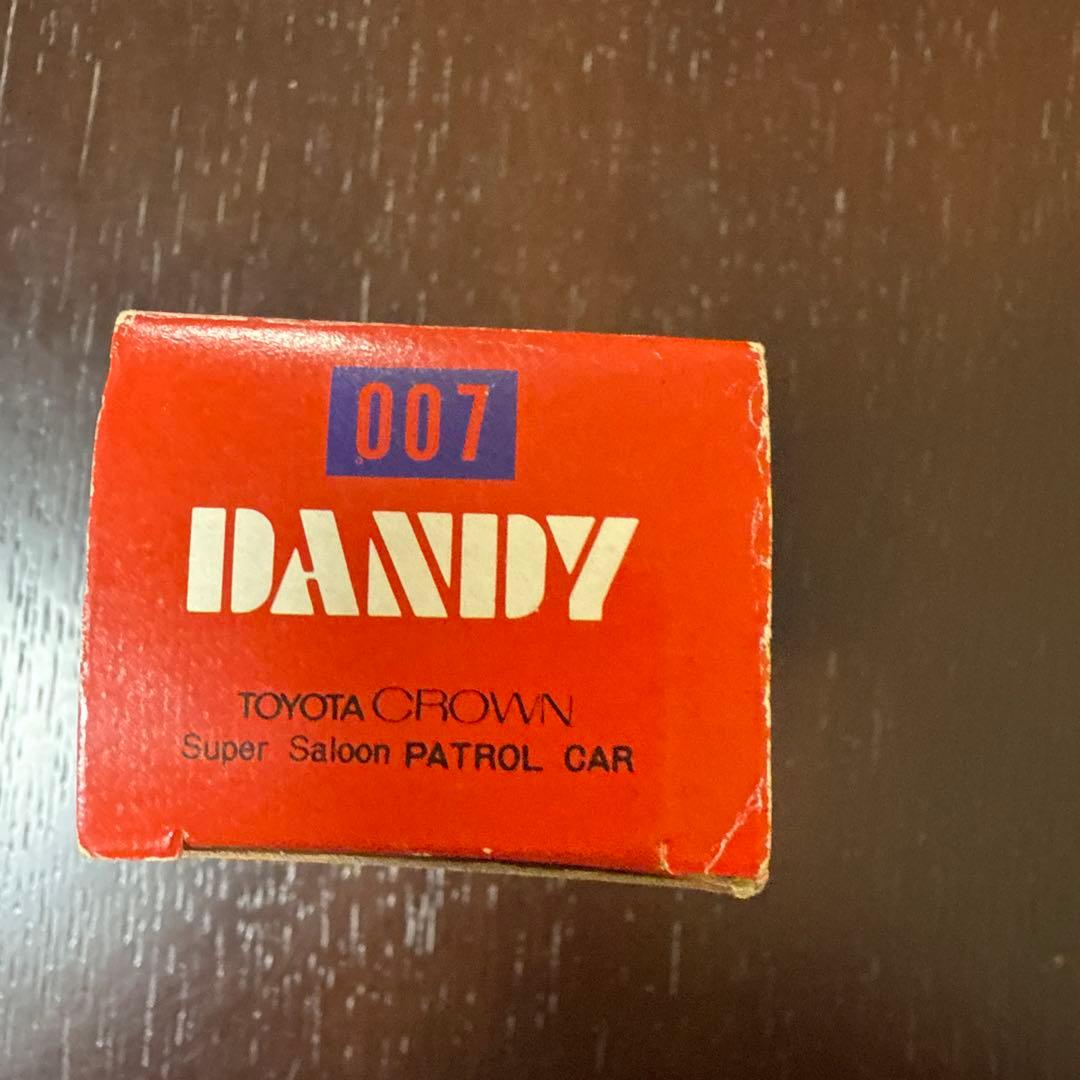 007
DANDY
TOYOTA CROWN
Super Saloon PATROL CAR